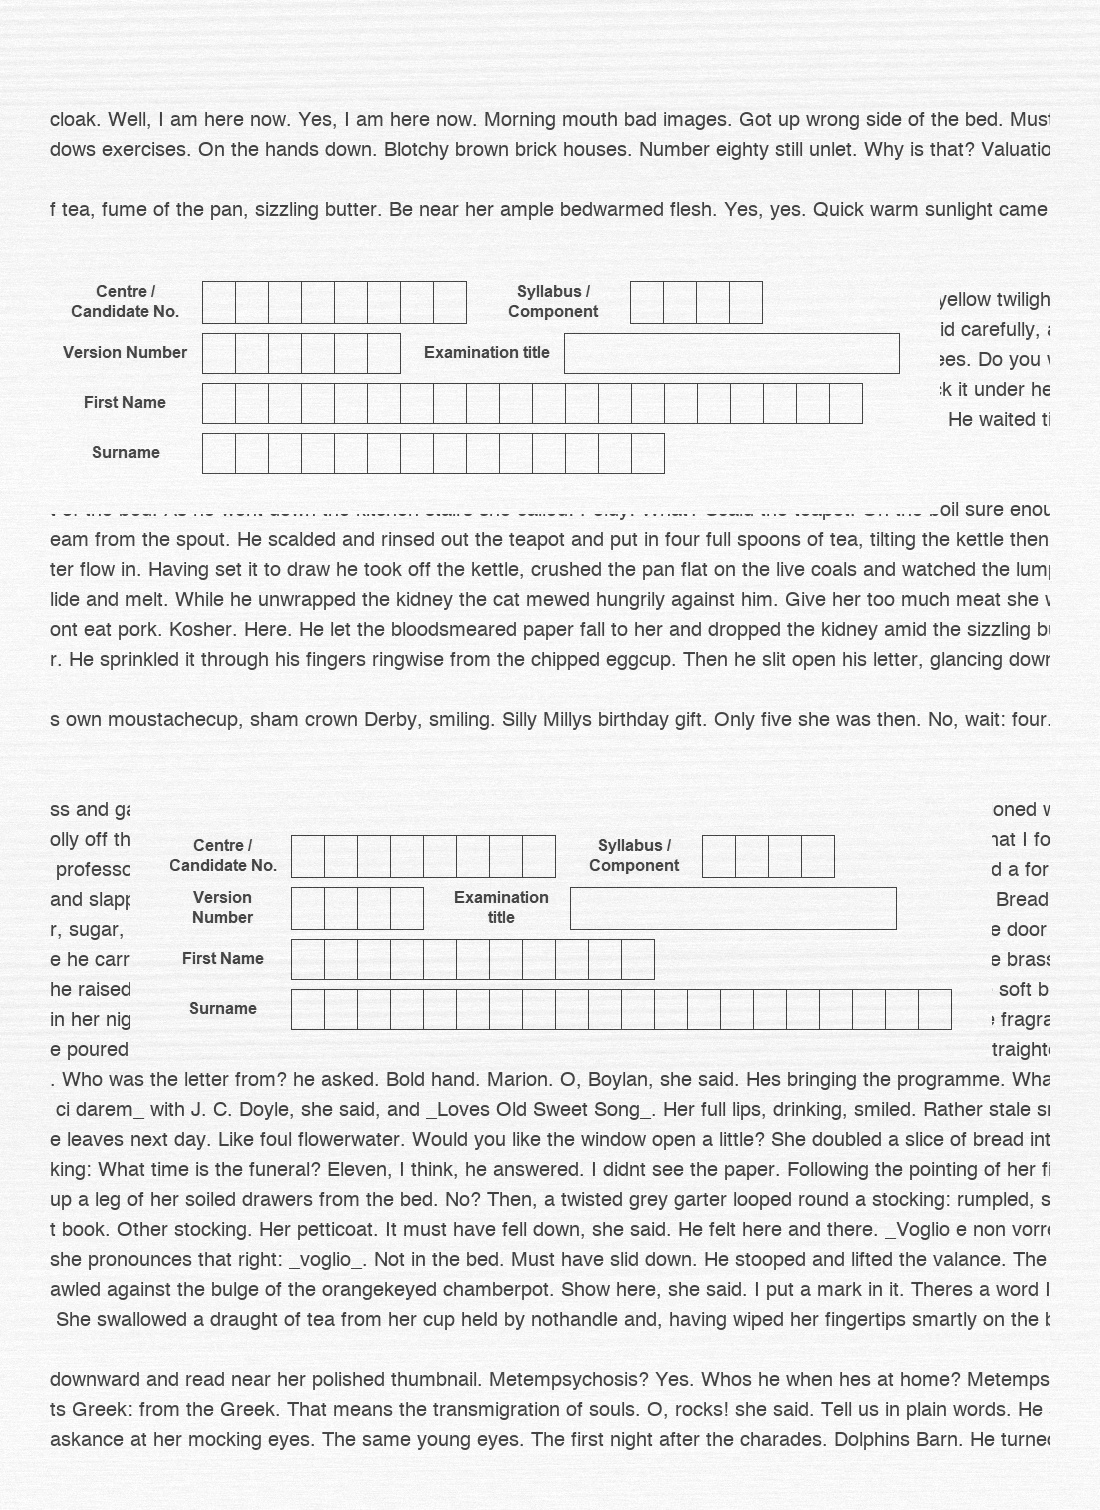 cloak. Well, I am here now. Yes, I am here now. Morning mouth bad images. Got up wrong side of the bed. Must
dows exercises. On the hands down. Blotchy brown brick houses. Number eighty still unlet. Why is that? Valuatio
f tea, fume of the pan, sizzling butter. Be near her ample bedwarmed flesh. Yes, yes. Quick warm sunlight came
Centre /
Candidate No.
Syllabus /
Component
Version Number
Examination title
First Name
Surname
yellow twiligh
id carefully,
ees. Do you
k it under he
He waited ti
oil sure enou
eam from the spout. He scalded and rinsed out the teapot and put in four full spoons of tea, tilting the kettle then
ter flow in. Having set it to draw he took off the kettle, crushed the pan flat on the live coals and watched the lump
lide and melt. While he unwrapped the kidney the cat mewed hungrily against him. Give her too much meat she w
ont eat pork. Kosher. Here. He let the bloodsmeared paper fall to her and dropped the kidney amid the sizzling bu
r. He sprinkled it through his fingers ringwise from the chipped eggcup. Then he slit open his letter, glancing down
s own moustachecup, sham crown Derby, smiling. Silly Millys birthday gift. Only five she was then. No, wait: four.
ss and ga
olly off th
professo
and slapp
r, sugar,
e he carr
he raised
in her nig
e poured
Centre /
Candidate No.
Syllabus /
Component
Version
Number
Examination
title
First Name
Surname
oned w
hat I fo
d a for
Bread
e door
e brass
soft b
fragra
traighte
. Who was the letter from? he asked. Bold hand. Marion. O, Boylan, she said. Hes bringing the programme. Wha
ci darem_ with J. C. Doyle, she said, and _Loves Old Sweet Song_. Her full lips, drinking, smiled. Rather stale sm
e leaves next day. Like foul flowerwater. Would you like the window open a little? She doubled a slice of bread int
king: What time is the funeral? Eleven, I think, he answered. I didnt see the paper. Following the pointing of her fi
up a leg of her soiled drawers from the bed. No? Then, a twisted grey garter looped round a stocking: rumpled, s
t book. Other stocking. Her petticoat. It must have fell down, she said. He felt here and there. _Voglio e non vorre
she pronounces that right: _voglio_. Not in the bed. Must have slid down. He stooped and lifted the valance. The
awled against the bulge of the orangekeyed chamberpot. Show here, she said. I put a mark in it. Theres a word I
She swallowed a draught of tea from her cup held by nothandle and, having wiped her fingertips smartly on the b
downward and read near her polished thumbnail. Metempsychosis? Yes. Whos he when hes at home? Metemps
ts Greek: from the Greek. That means the transmigration of souls. O, rocks! she said. Tell us in plain words. He
askance at her mocking eyes. The same young eyes. The first night after the charades. Dolphins Barn. He turned